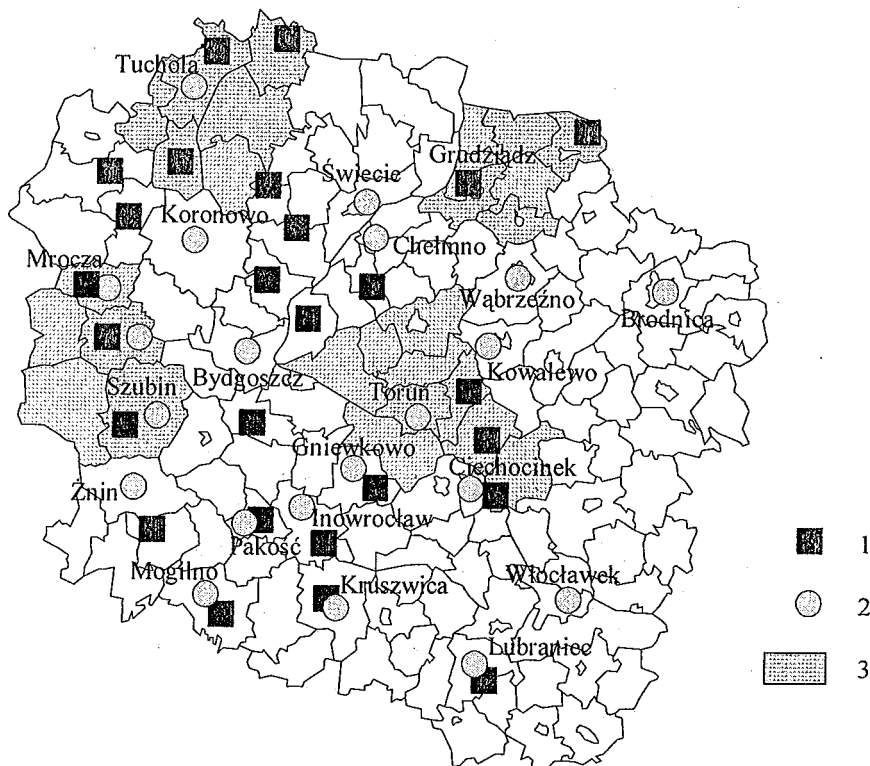 Tuchola
Grudziądz
Świecie
Koronowo
Chełmno
Mrocza
Wąbrzeźno
Brodnica
Bydgoszcz
Kowalewo
Szubin
Toruń
Gniewkowo
Ciechocinek
Żnin
Inowrocław
Pakość
1
Mogilno
Kruszwica
Włocławek
2
Lubraniec
3